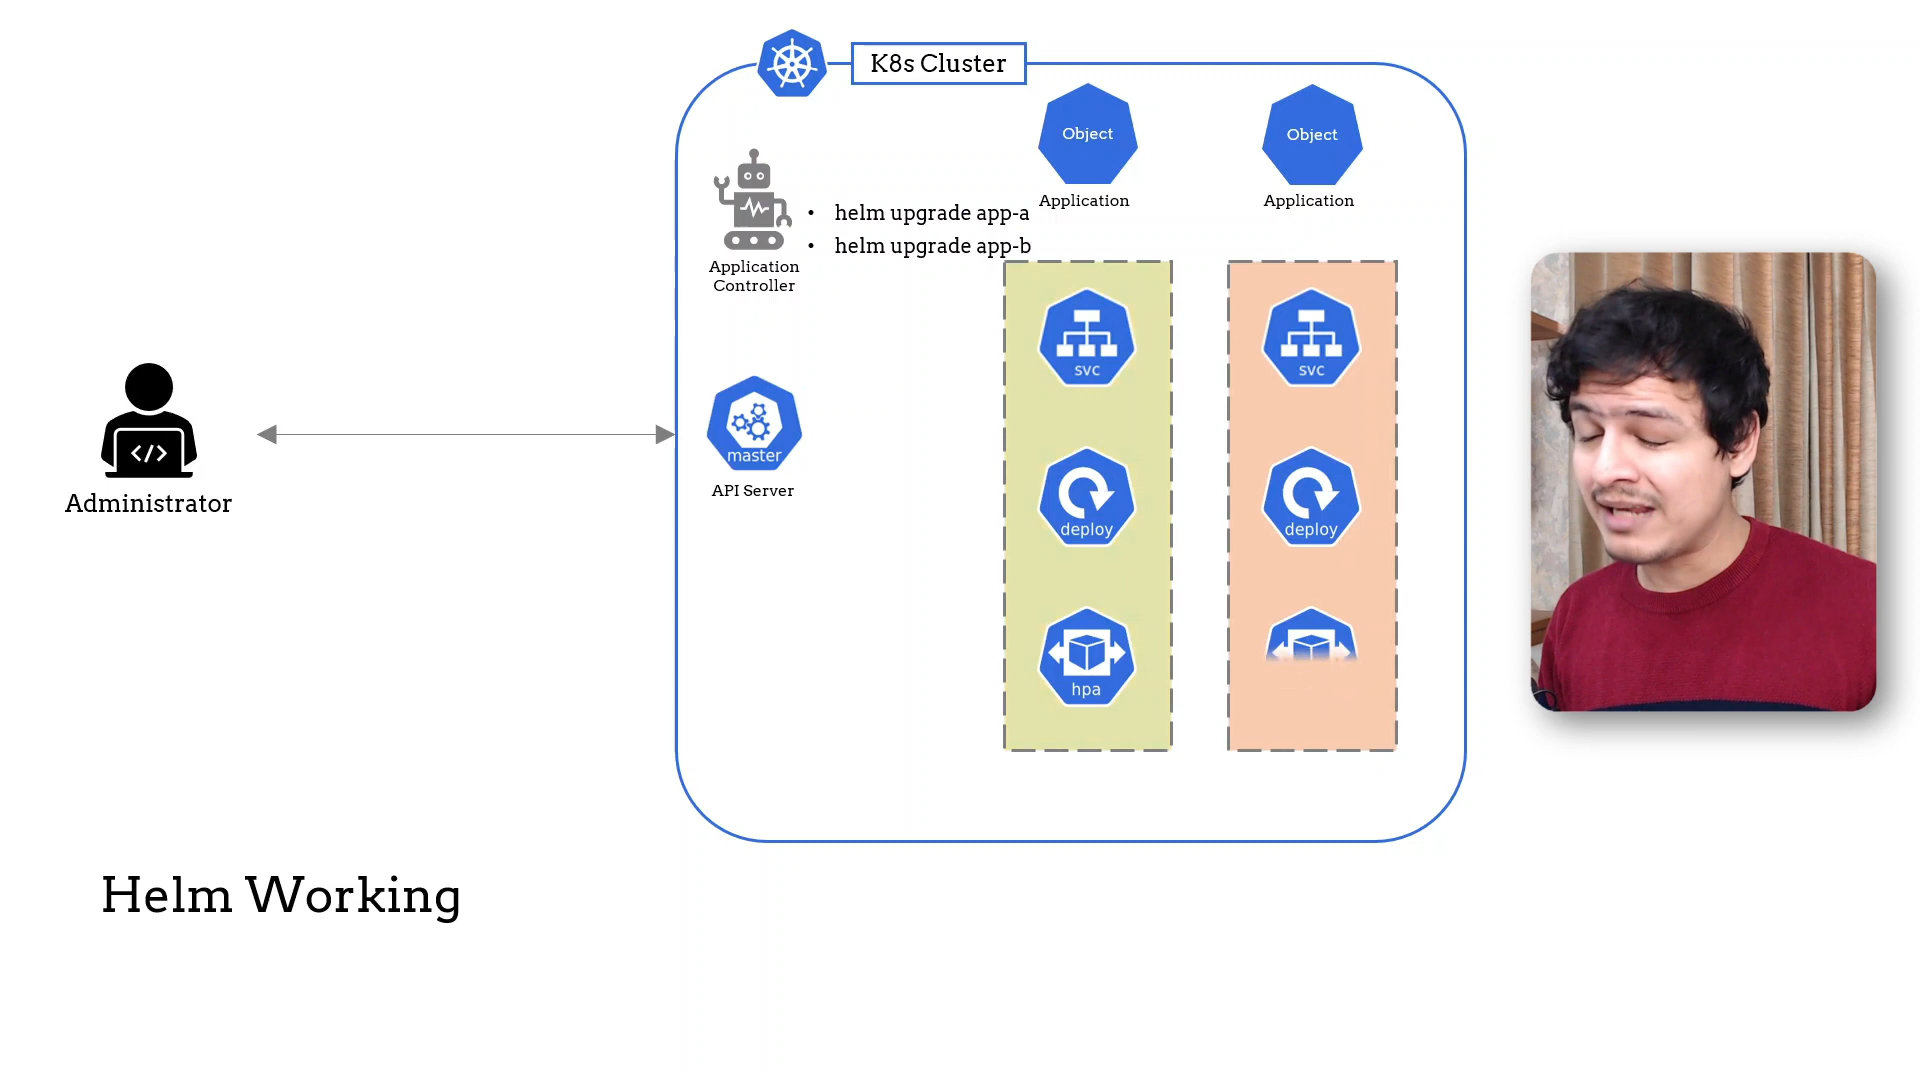 K8s Cluster
Object
Object
Application
Application
• helm upgrade app-a
• helm upgrade app-b
Application
Controller
svc
svc
</>
master
API Server
Administrator
deploy
deploy
hpa
Helm Working